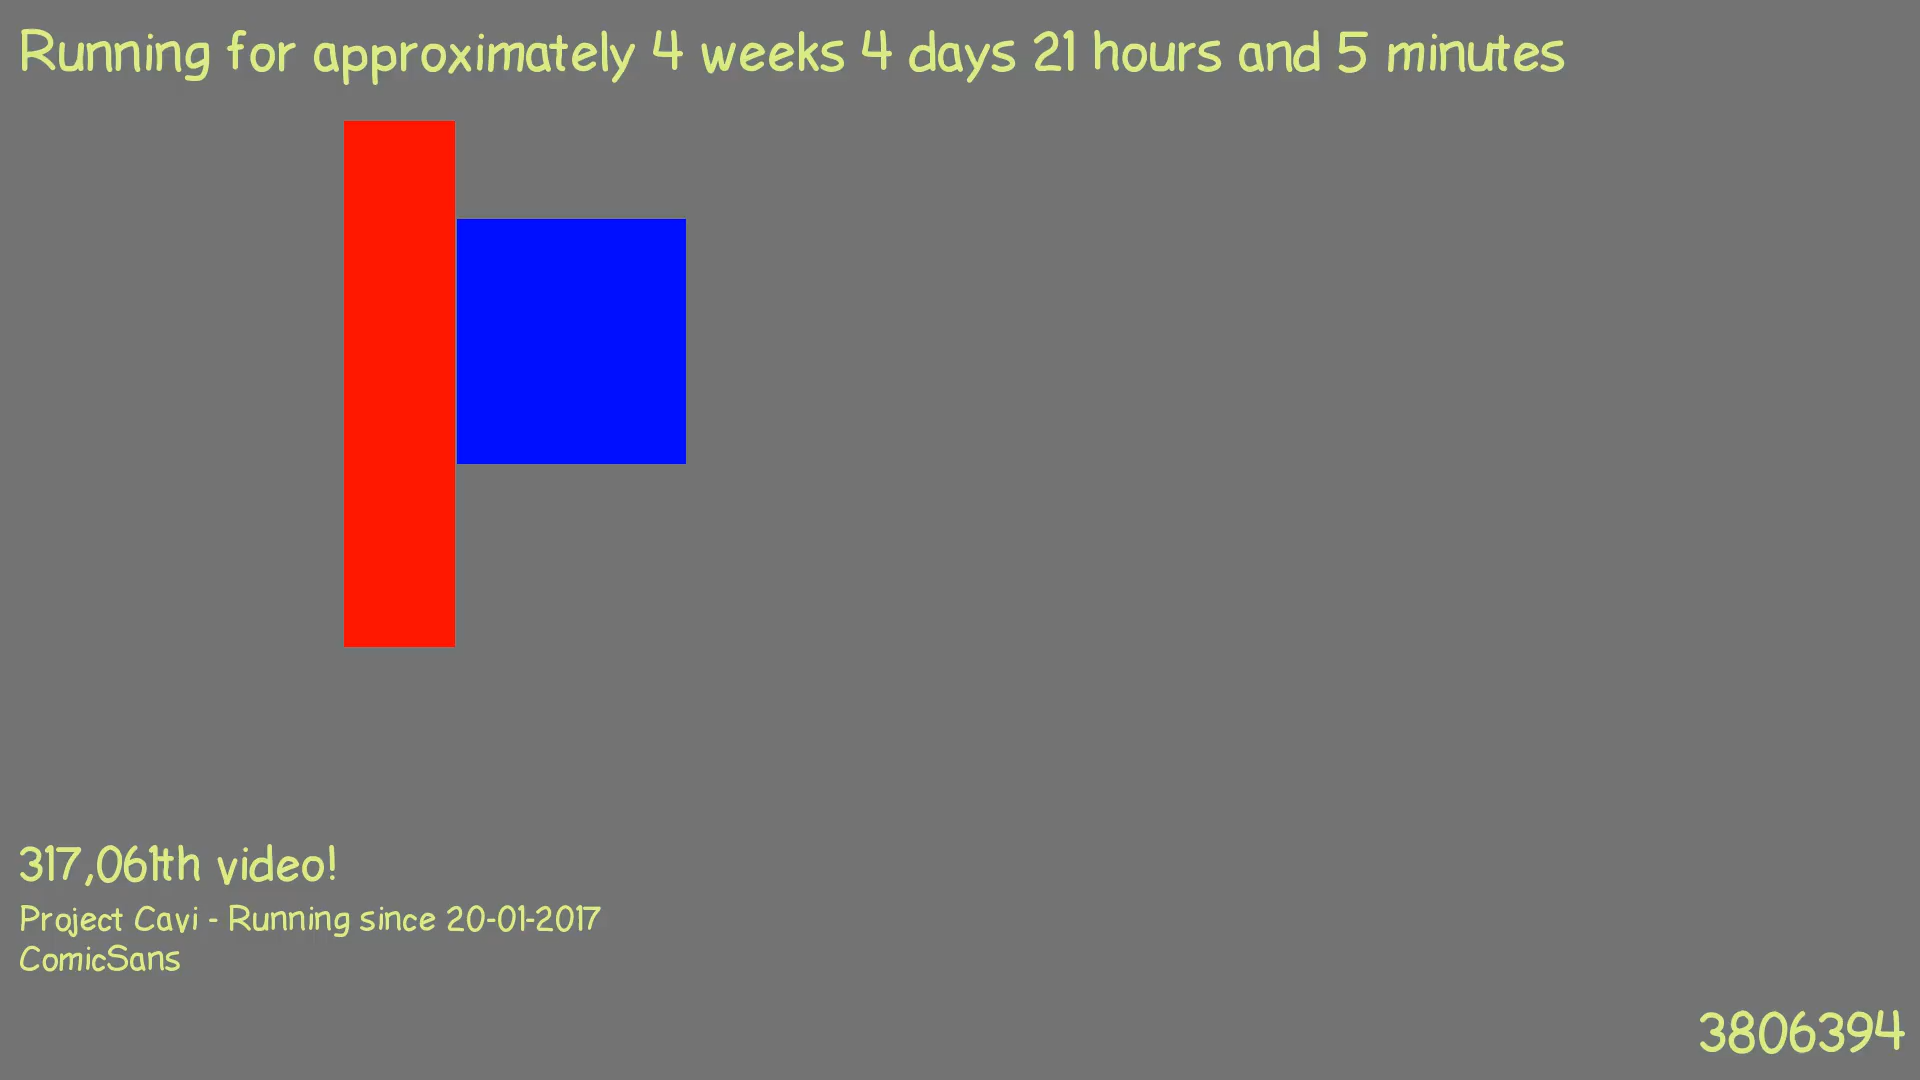 Running for approximately 4 weeks 4 days 21 hours and 5 minutes
317,061th video!
Project Cavi - Running since 20-01-2017
ComicSans
3806394